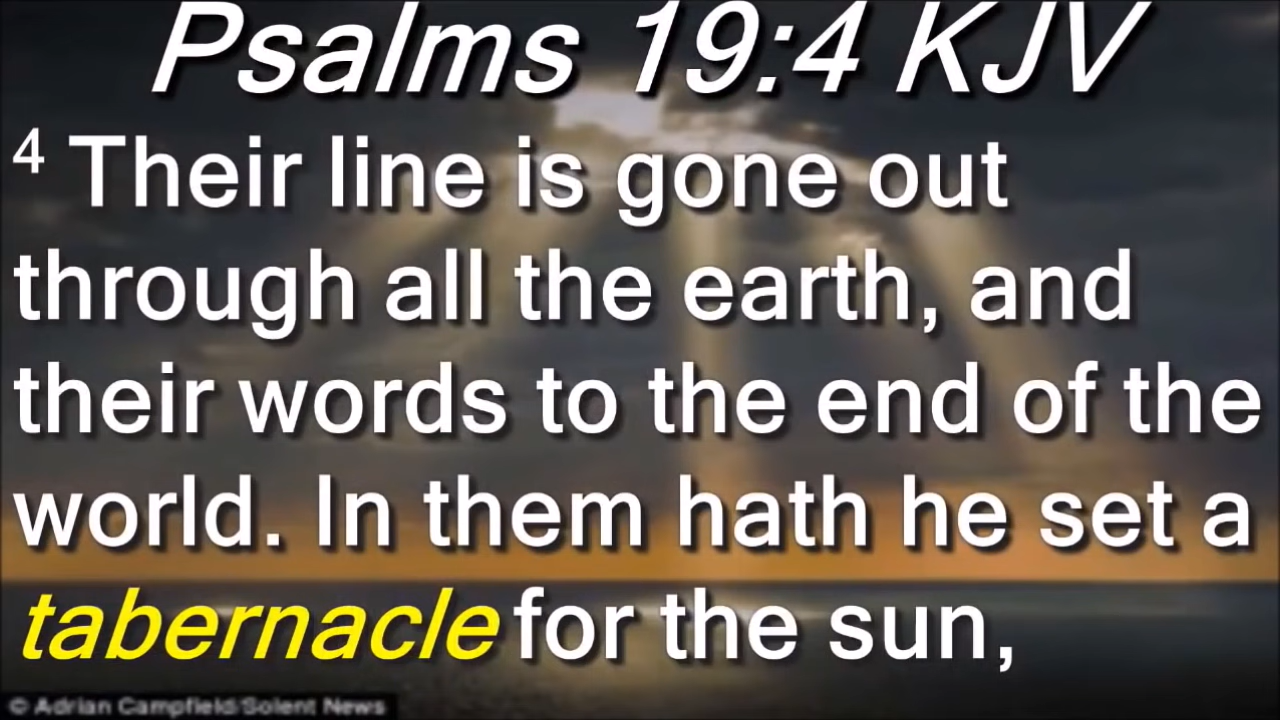 Psalms 19:4 KJV
4 Their line is gone out
through all the earth, and
their words to the end of the
world. In them hath he set a
tabernacle for the sun,
© Adrian Campfield/Solent News